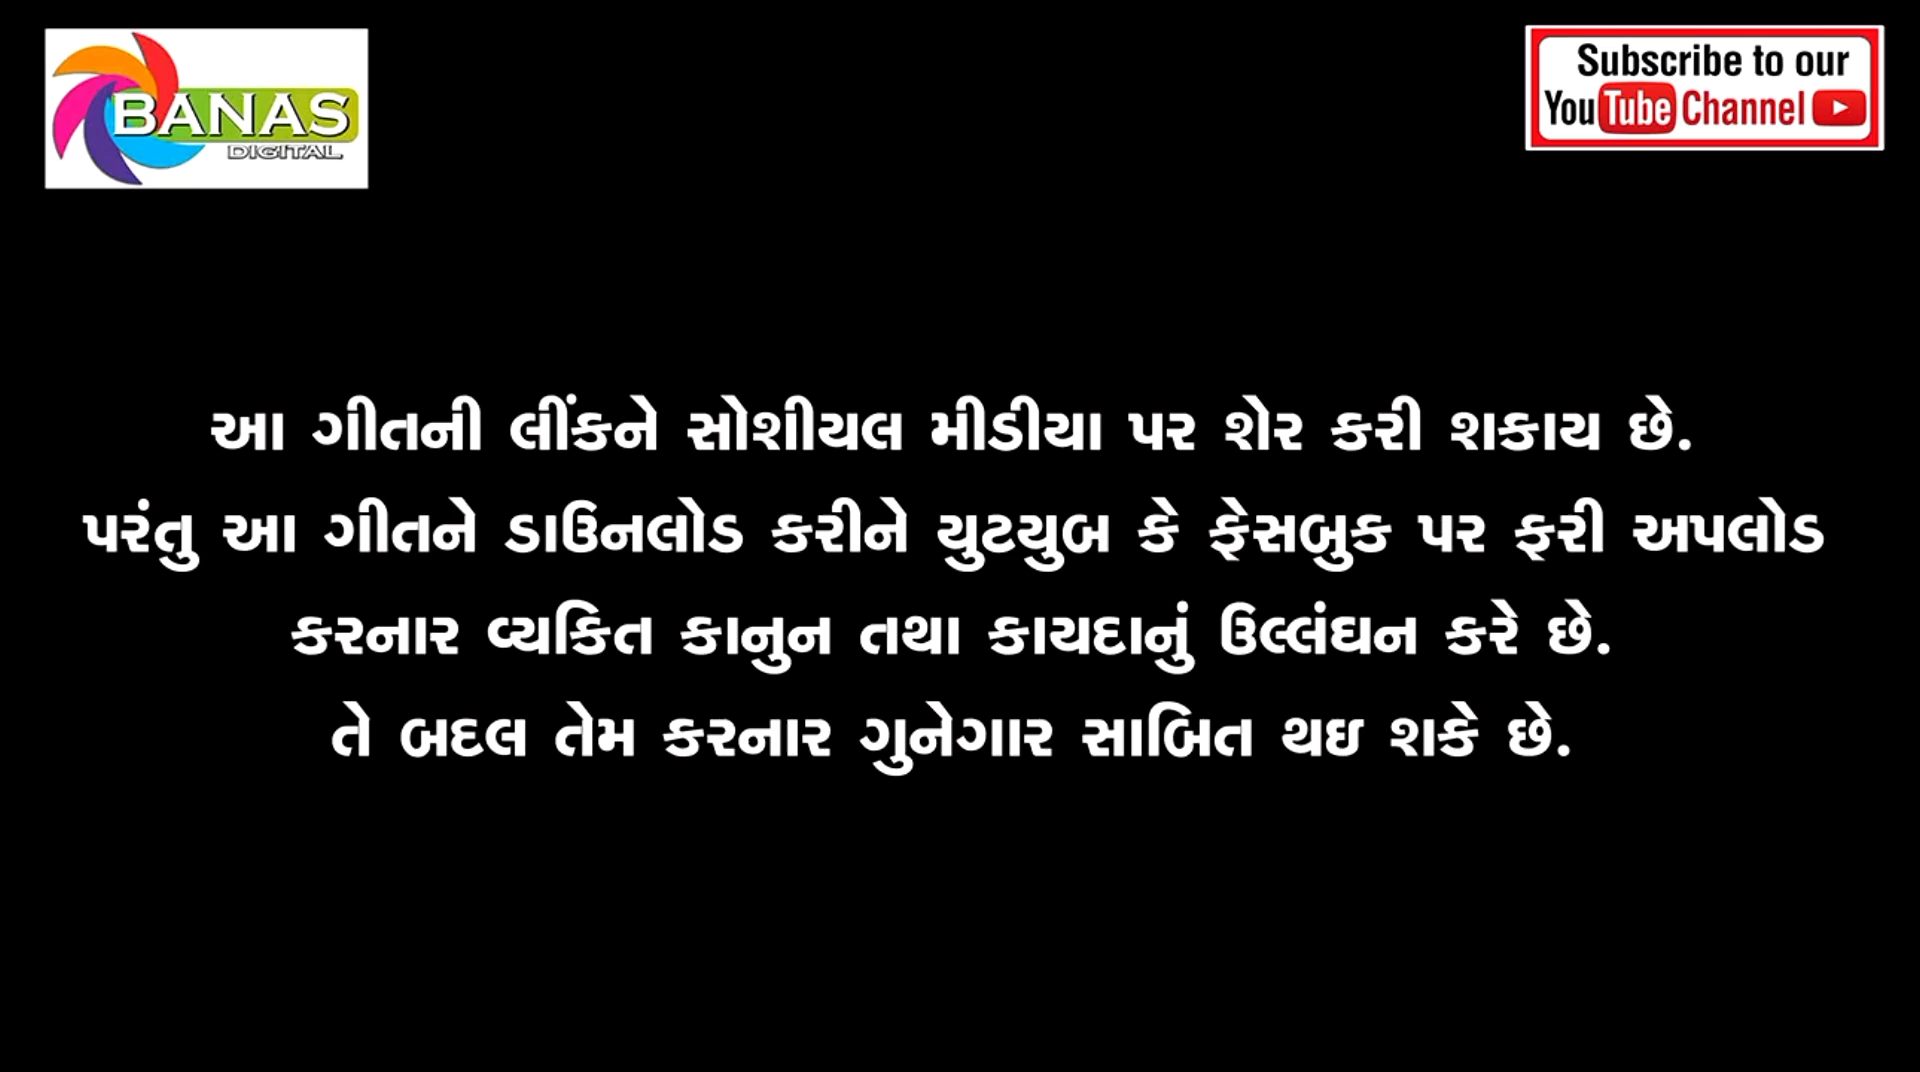 BANAS
DIGITAL
Subscribe to our
YouTube Channel
આ ગીતની લીંકને સોશીયલ મીડીયા પર શેર કરી શકાય છે.
પરંતુ આ ગીતને ડાઉનલોડ કરીને યુટયુબ કે ફેસબુક પર ફરી અપલોડ
કરનાર વ્યકિત કાનુન તથા કાયદાનું ઉલ્લંઘન કરે છે.
તે બદલ તેમ કરનાર ગુનેગાર સાબિત થઇ શકે છે.